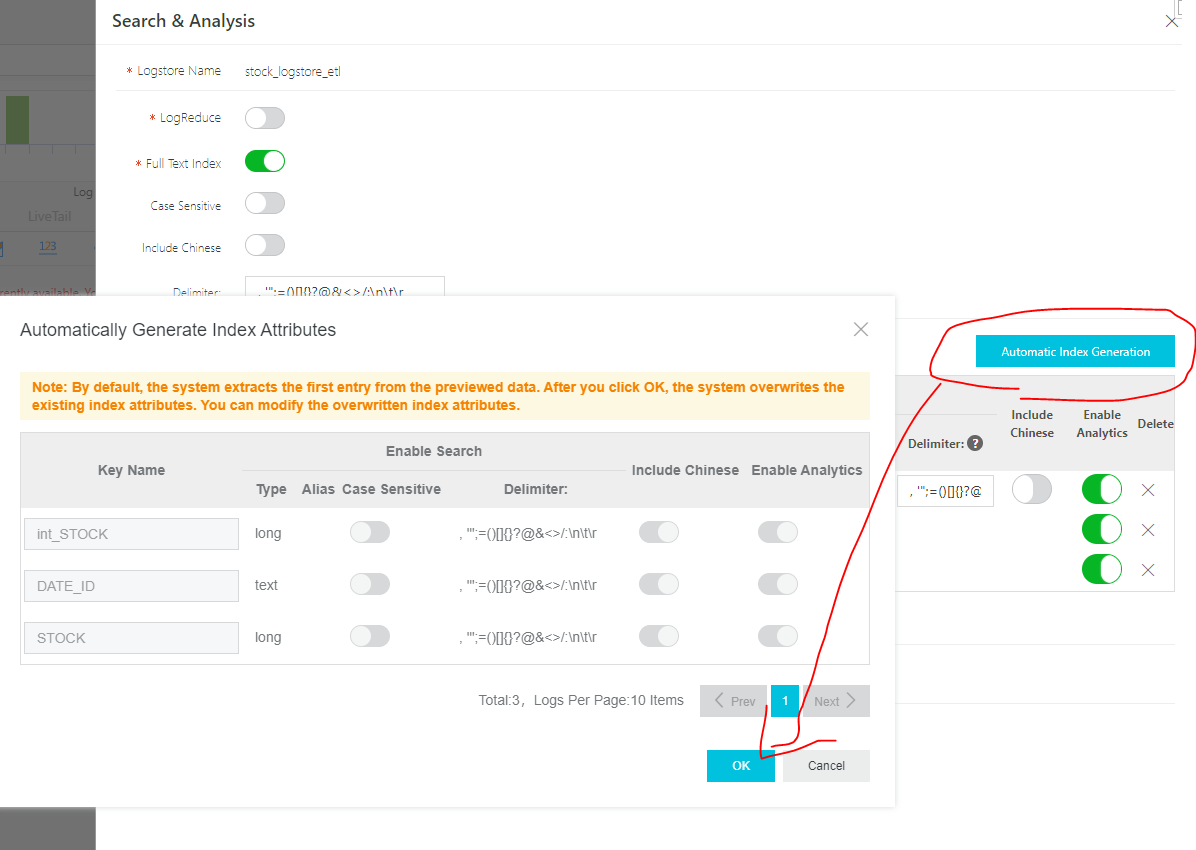 Search & Analysis
* Logstore Name stock_logstore_etl
* LogReduce
* Full Text Index
Case Sensitive
Include Chinese
Delimiter: , '";=()[]{}?@&<>/:\n\t\r
Log
LiveTail
123
rently available. Yo
Automatic Index Generation
Delimiter: ?
Include Chinese
Enable Analytics
Delete
, '";=()[]{}?@
Automatically Generate Index Attributes
Note: By default, the system extracts the first entry from the previewed data. After you click OK, the system overwrites the
existing index attributes. You can modify the overwritten index attributes.
Key Name
Enable Search
Include Chinese
Enable Analytics
Type Alias Case Sensitive Delimiter:
int_STOCK long , '";=()[]{}?@&<>/:\n\t\r
DATE_ID text , '";=()[]{}?@&<>/:\n\t\r
STOCK long , '";=()[]{}?@&<>/:\n\t\r
Total:3, Logs Per Page:10 Items Prev 1 Next
OK Cancel